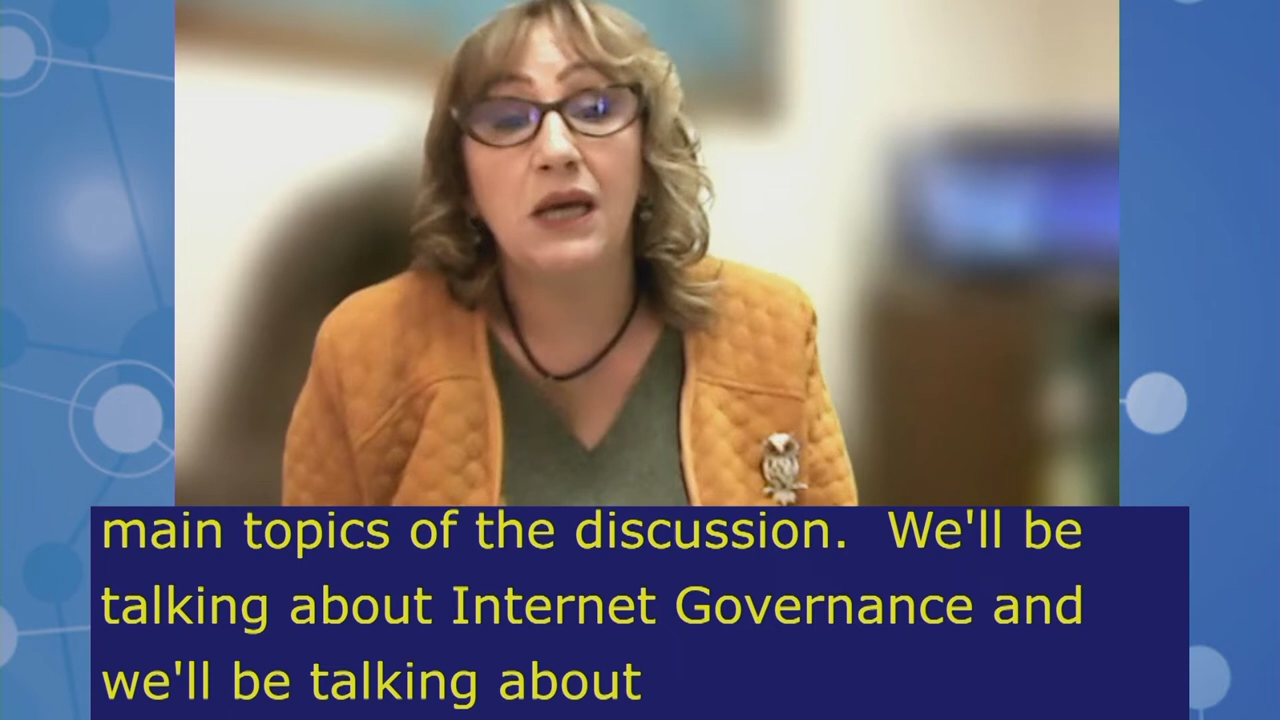 main topics of the discussion.  We'll be
talking about Internet Governance and
we'll be talking about